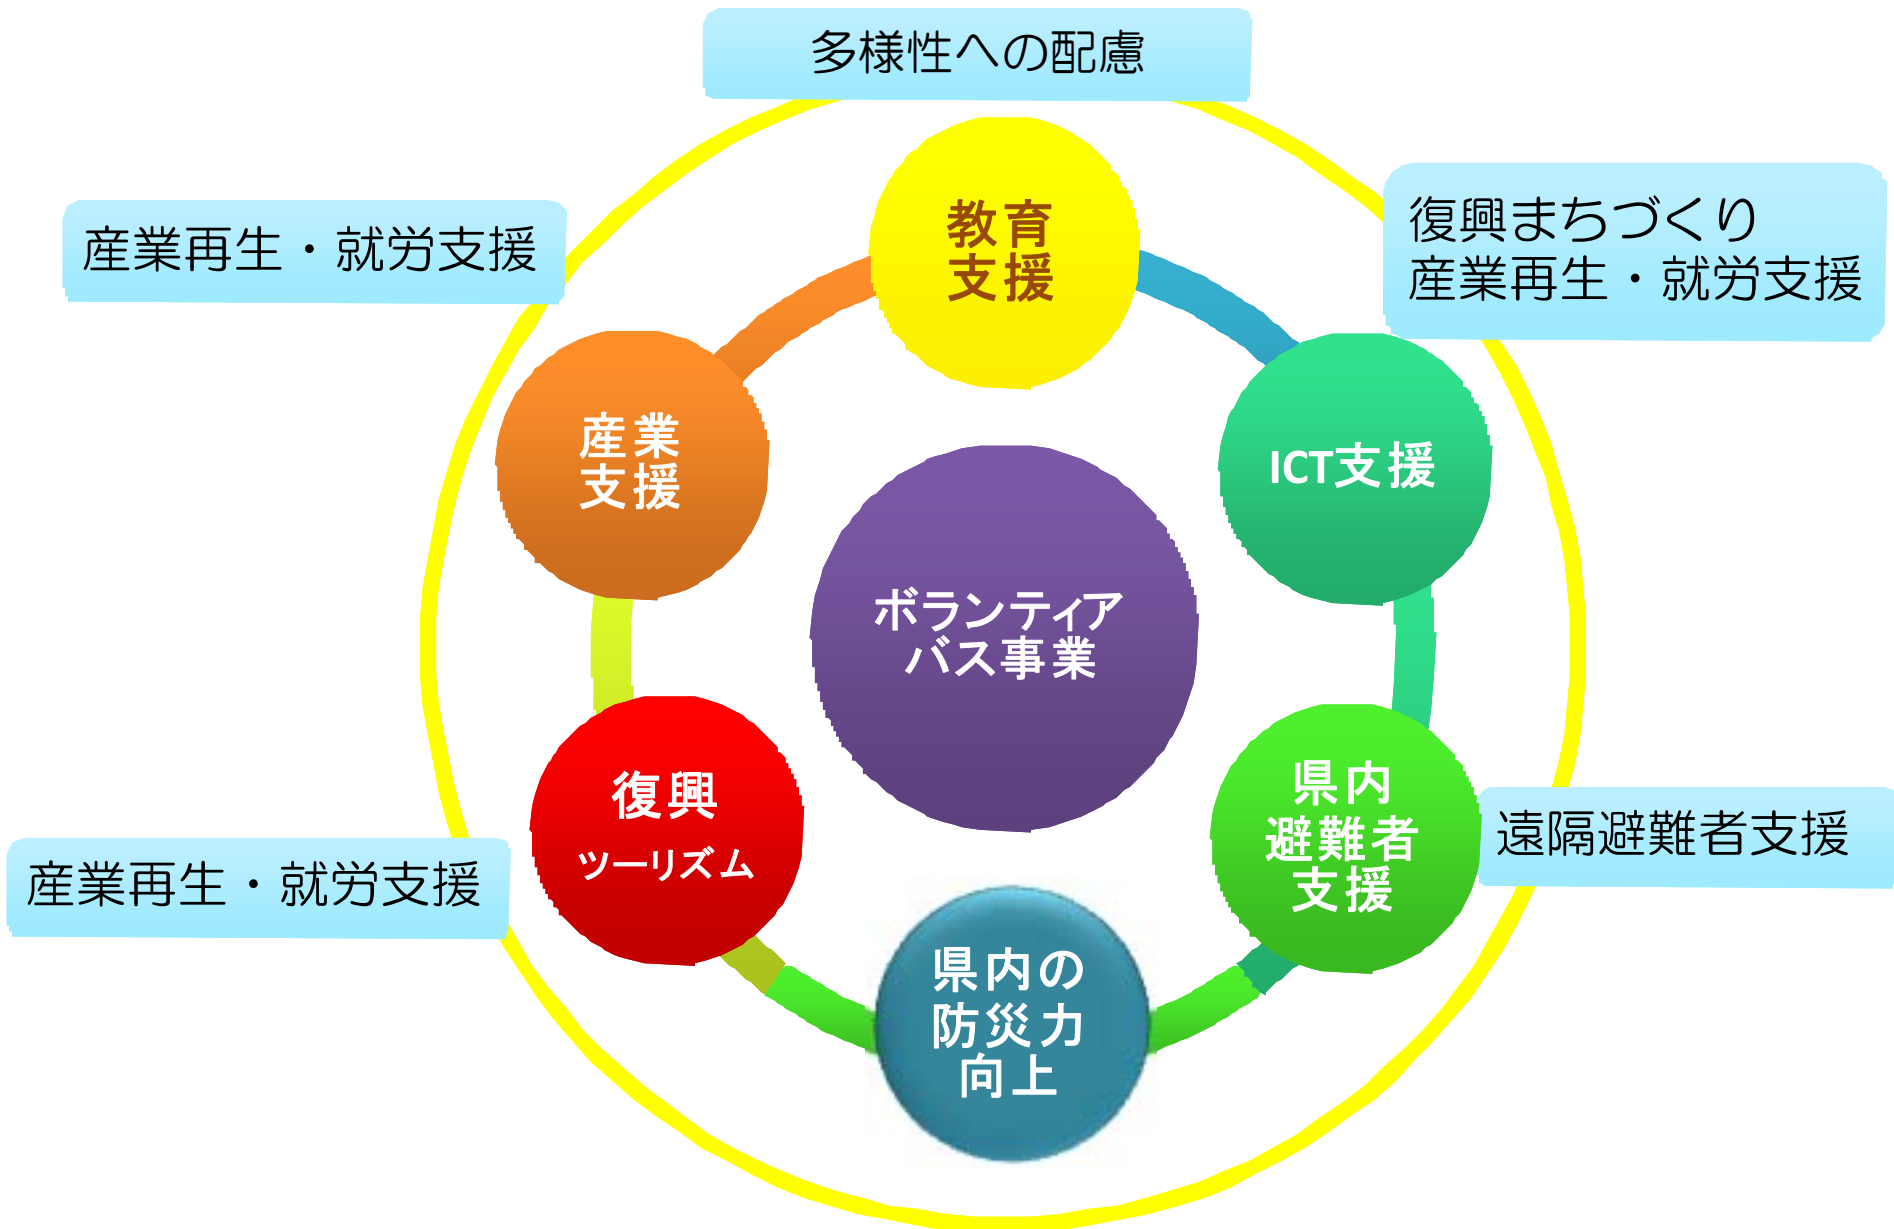 多様性への配慮
産業再生・就労支援
復興まちづくり
産業再生・就労支援
教育
支援
産業
支援
ICT支援
ボランティア
バス事業
復興
ツーリズム
県内
避難者
支援
遠隔避難者支援
産業再生・就労支援
県内の
防災力
向上